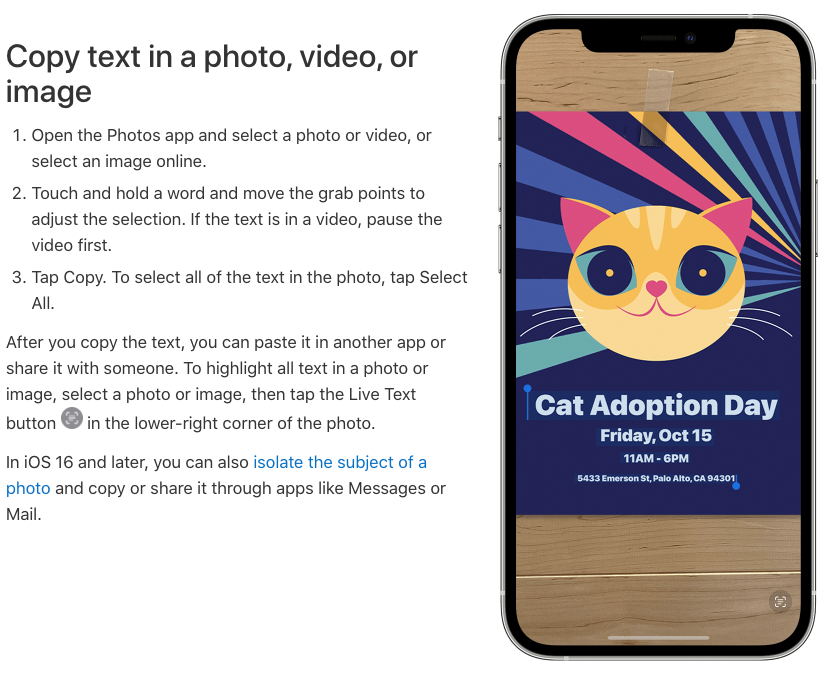 Copy text in a photo, video, or
image
1. Open the Photos app and select a photo or video, or
select an image online.
2. Touch and hold a word and move the grab points to
adjust the selection. If the text is in a video, pause the
video first.
3. Tap Copy. To select all of the text in the photo, tap Select
All.
After you copy the text, you can paste it in another app or
share it with someone. To highlight all text in a photo or
image, select a photo or image, then tap the Live Text
button in the lower-right corner of the photo.
In iOS 16 and later, you can also isolate the subject of a
photo and copy or share it through apps like Messages or
Mail.
Cat Adoption Day
Friday, Oct 15
11AM - 6PM
5433 Emerson St, Palo Alto, CA 94301